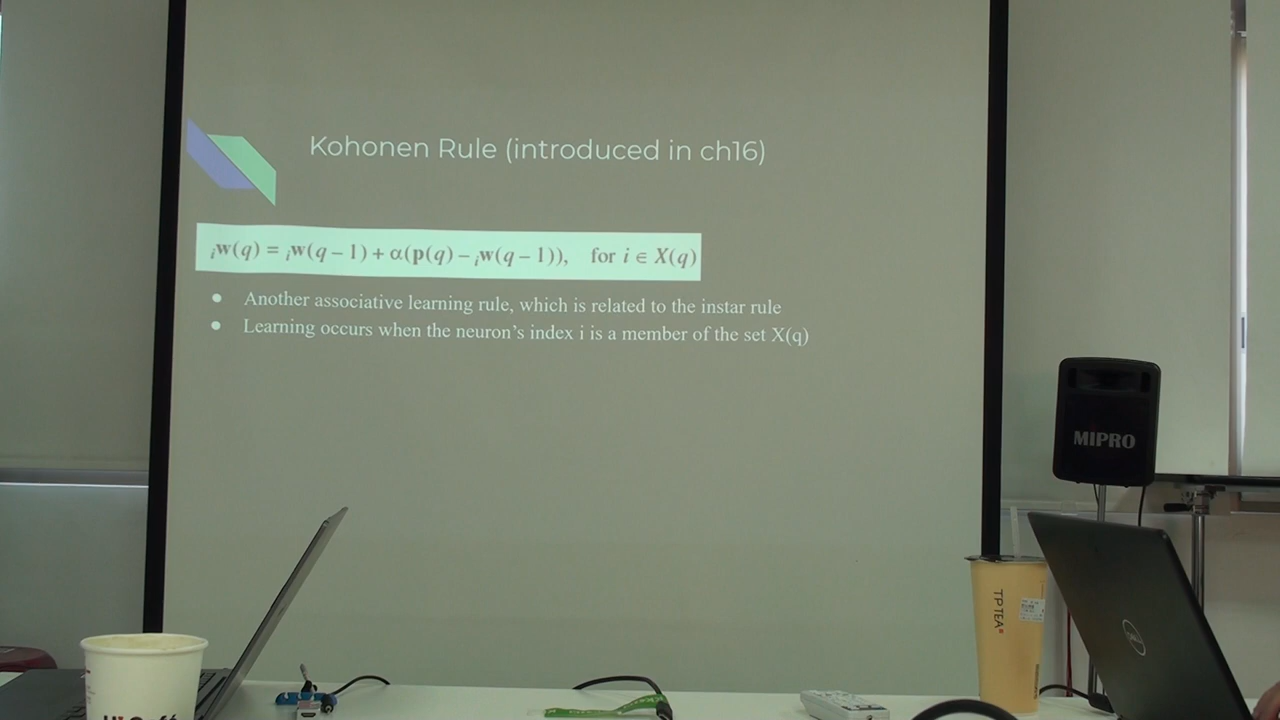 Kohonen Rule (introduced in ch16)
ᵢw(q) = ᵢw(q − 1) + α(p(q) − ᵢw(q − 1)), for i ∈ X(q)
● Another associative learning rule, which is related to the instar rule
● Learning occurs when the neuron's index i is a member of the set X(q)
MIPRO
TP TEA
DELL